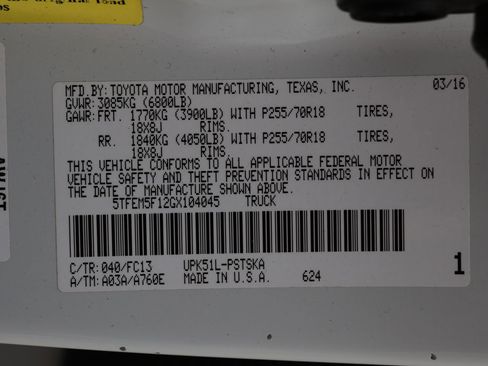 MFD.BY: TOYOTA MOTOR MANUFACTURING, TEXAS, INC. 03/16
GVWR: 3085KG (6800LB)
GAWR: FRT. 1770KG (3900LB) WITH P255/70R18 TIRES,
18X8J RIMS.
RR. 1840KG (4050LB) WITH P255/70R18 TIRES,
18X8J RIMS.
THIS VEHICLE CONFORMS TO ALL APPLICABLE FEDERAL MOTOR
VEHICLE SAFETY AND THEFT PREVENTION STANDARDS IN EFFECT ON
THE DATE OF MANUFACTURE SHOWN ABOVE.
5TFEM5F12GX104045 TRUCK
C/TR: 040/FC13 UPK51L-PSTSKA 1
A/TM: A03A/A760E MADE IN U.S.A. 624